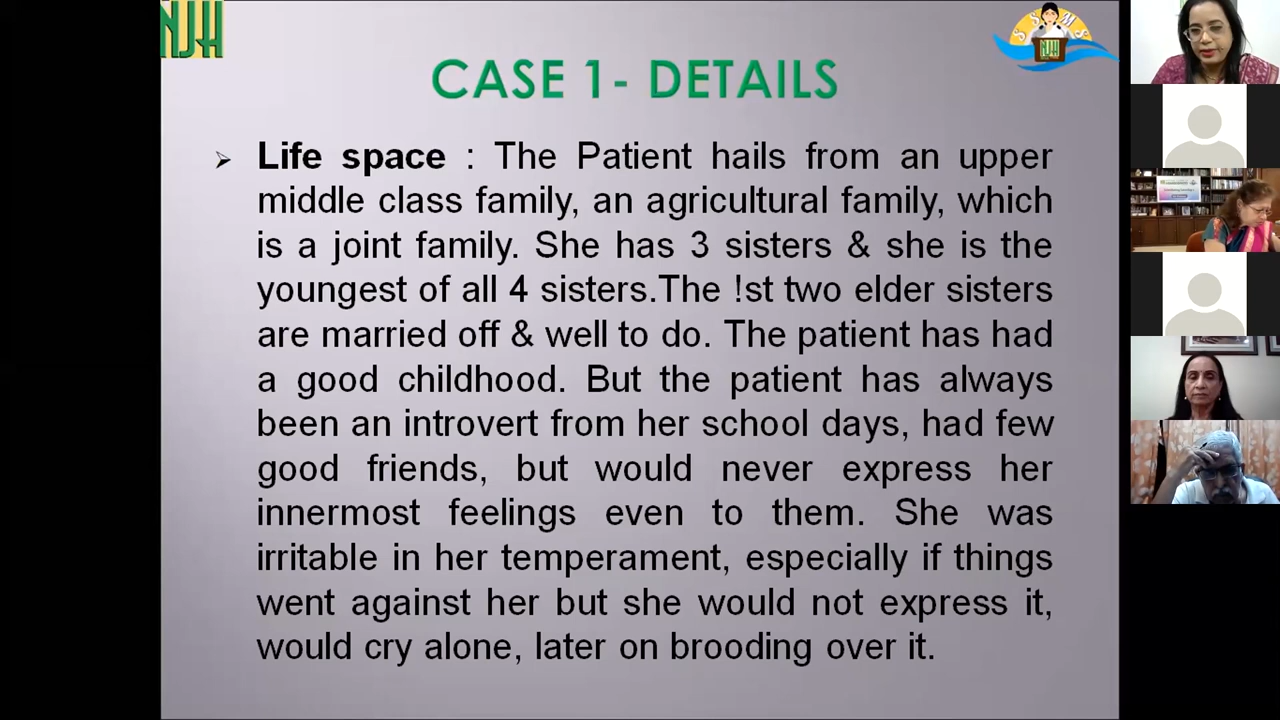 NJH
S S M S
NJH
CASE 1- DETAILS
➢ Life space : The Patient hails from an upper
middle class family, an agricultural family, which
is a joint family. She has 3 sisters & she is the
youngest of all 4 sisters.The !st two elder sisters
are married off & well to do. The patient has had
a good childhood. But the patient has always
been an introvert from her school days, had few
good friends, but would never express her
innermost feelings even to them. She was
irritable in her temperament, especially if things
went against her but she would not express it,
would cry alone, later on brooding over it.